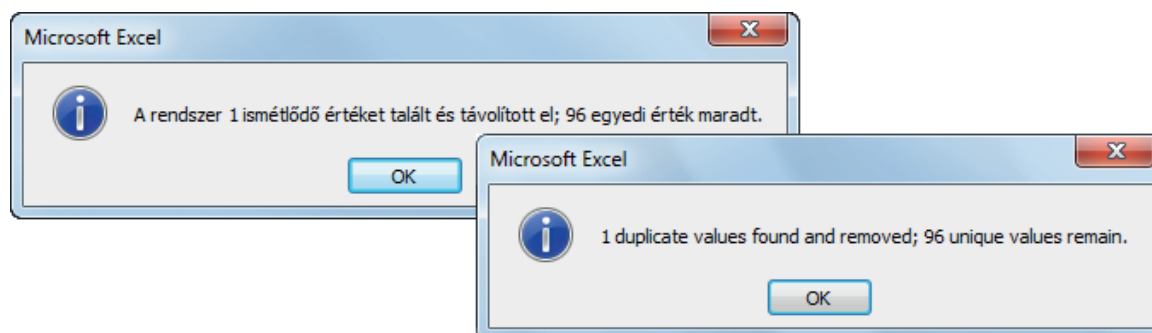 Microsoft Excel
A rendszer 1 ismétlődő értéket talált és távolított el; 96 egyedi érték maradt.
OK
Microsoft Excel
1 duplicate values found and removed; 96 unique values remain.
OK